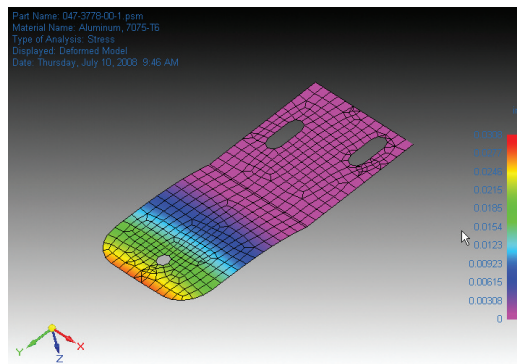 Part Name: 047-3778-00-1.psm
Material Name: Aluminum, 7075-T6
Type of Analysis: Stress
Displayed: Deformed Model
Date: Thursday, July 10, 2008 9:46 AM
0.0246
0.0215
0.0185
0.0154
0.0123
0.00923
0.00615
0.00308
0
X
Y
Z